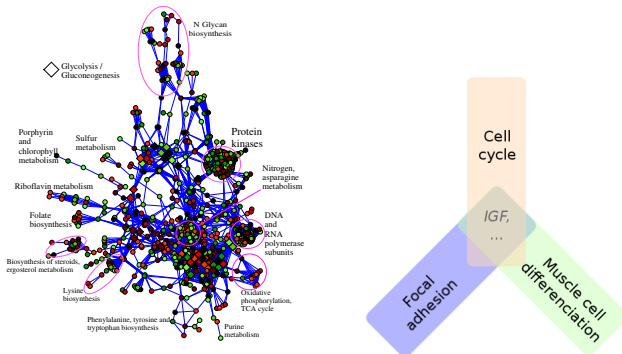 N Glycan
biosynthesis
Glycolysis /
Gluconeogenesis
Porphyrin
and
chlorophyll
metabolism
Sulfur
metabolism
Protein
kinases
Nitrogen,
asparagine
metabolism
Riboflavin metabolism
Folate
biosynthesis
DNA
and
RNA
polymerase
subunits
Biosynthesis of steroids,
ergosterol metabolism
Lysine
biosynthesis
Oxidative
phosphorylation,
TCA cycle
Phenylalanine, tyrosine and
tryptophan biosynthesis
Purine
metabolism
Cell
cycle
IGF,
...
Focal
adhesion
Muscle cell
differenciation